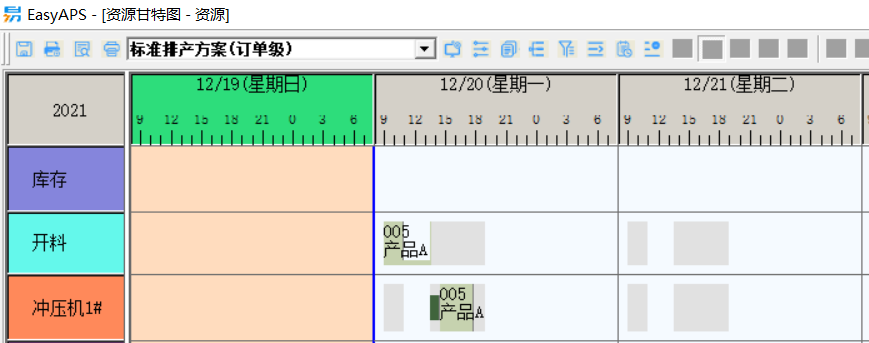 EasyAPS - [资源甘特图 - 资源]
标准排产方案(订单级)
2021
12/19(星期日)
12/20(星期一)
12/21(星期二)
9 12 15 18 21 0 3 6
9 12 15 18 21 0 3 6
9 12 15 18 21 0 3 6
库存
开料
005
产品A
冲压机1#
005
产品A